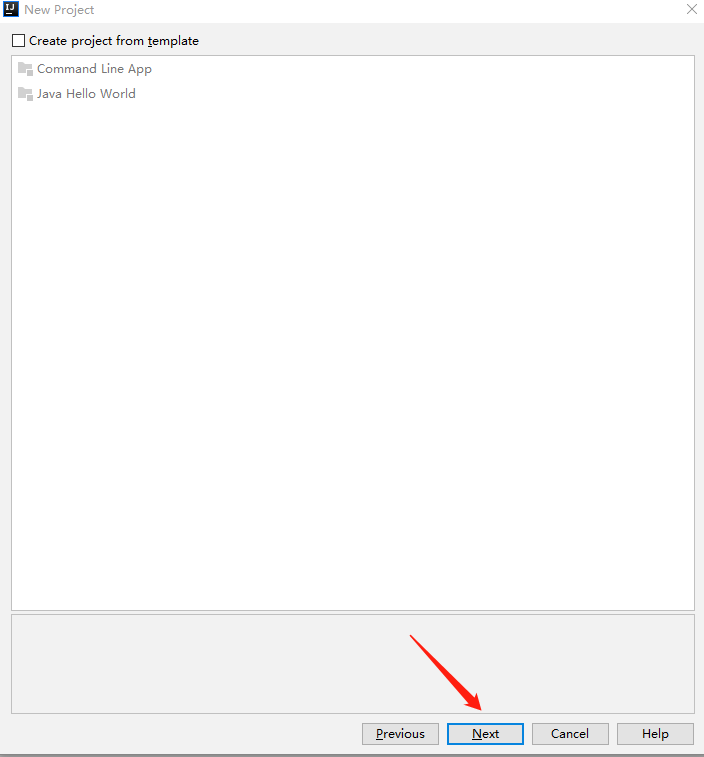 IJ New Project
Create project from template
Command Line App
Java Hello World
Previous Next Cancel Help